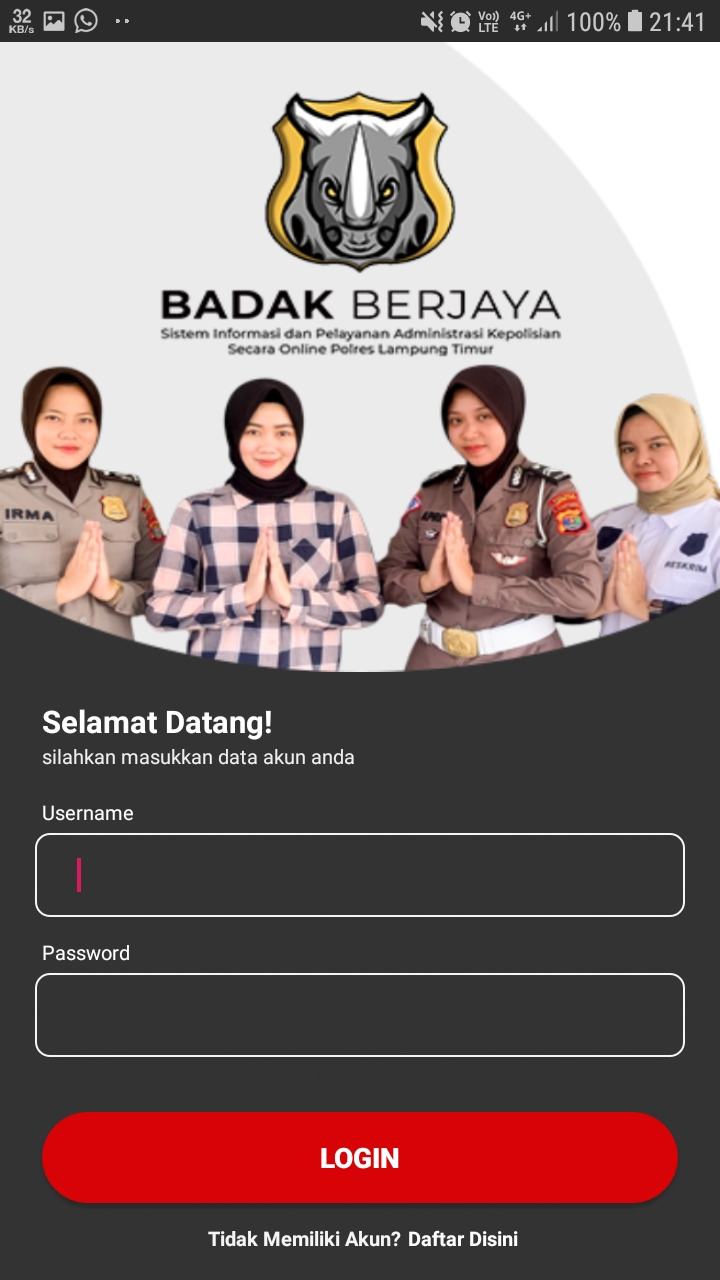 32
KB/s
Vo))
LTE
4G+
100%
21:41
BADAK BERJAYA
Sistem Informasi dan Pelayanan Administrasi Kepolisian
Secara Online Polres Lampung Timur
IRMA
RESKRIM
Selamat Datang!
silahkan masukkan data akun anda
Username
Password
LOGIN
Tidak Memiliki Akun? Daftar Disini